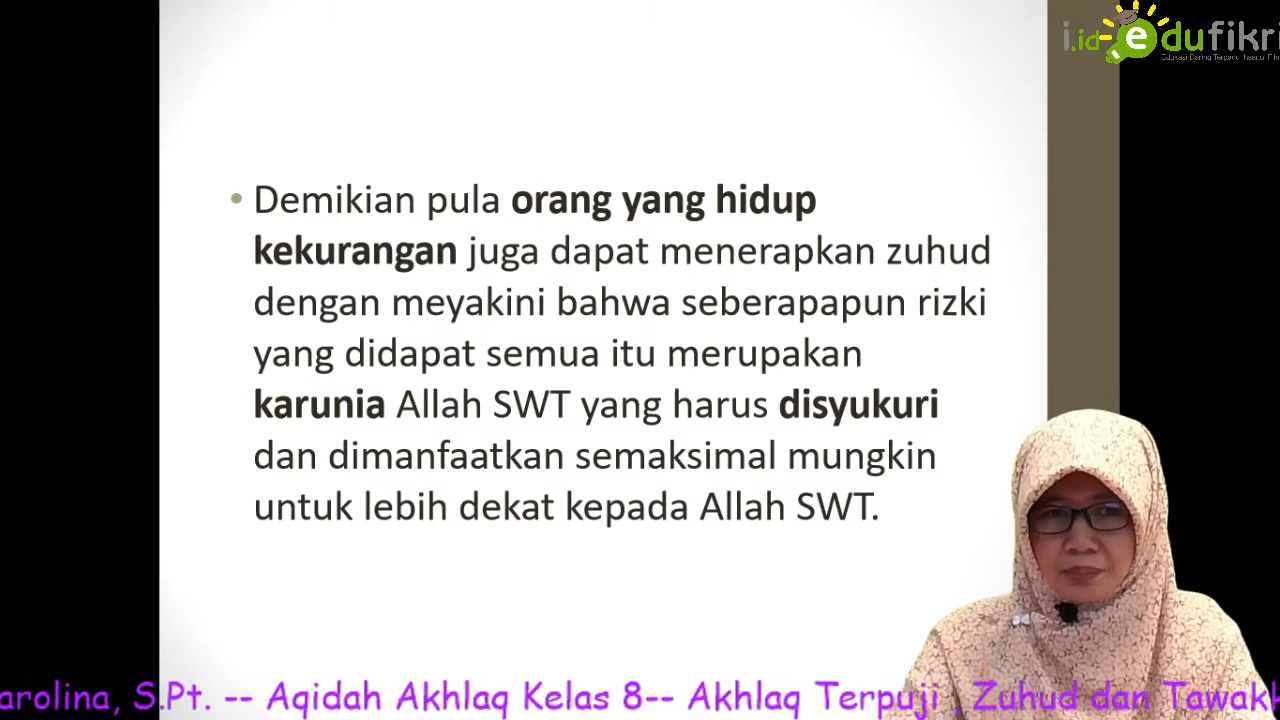 i.id edufikri
Demikian pula orang yang hidup
kekurangan juga dapat menerapkan zuhud
dengan meyakini bahwa seberapapun rizki
yang didapat semua itu merupakan
karunia Allah SWT yang harus disyukuri
dan dimanfaatkan semaksimal mungkin
untuk lebih dekat kepada Allah SWT.
arolina, S.Pt. -- Aqidah Akhlaq Kelas 8-- Akhlaq Terpuji , Zuhud dan Tawak